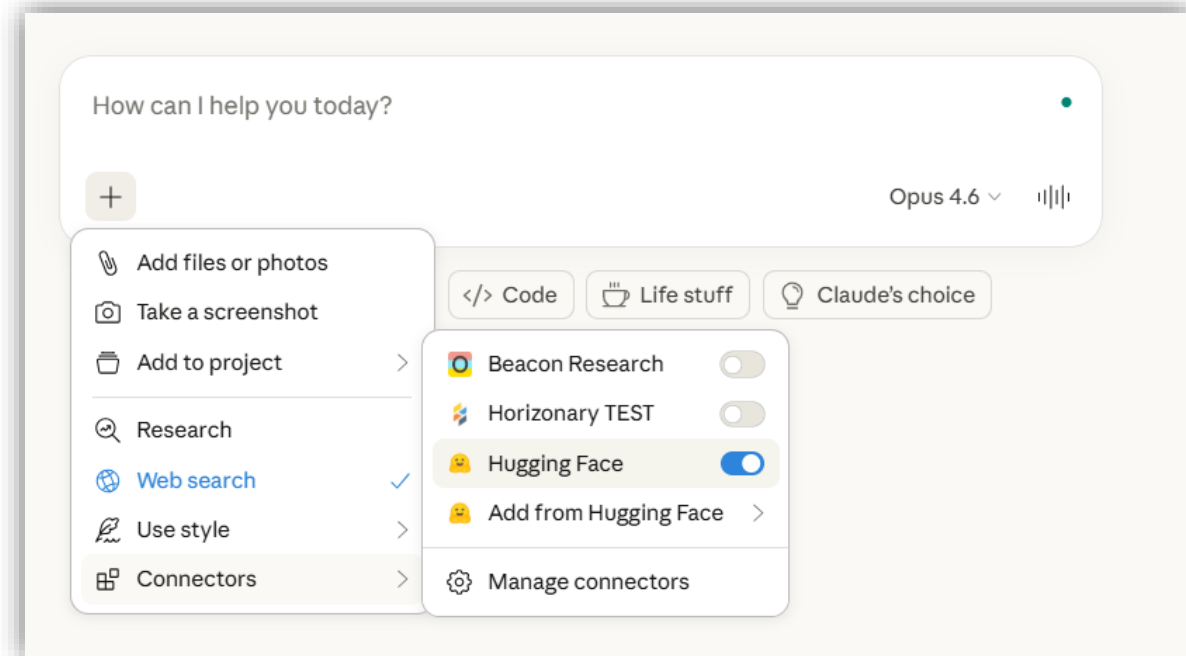 How can I help you today?
Opus 4.6
Add files or photos
Take a screenshot
Add to project
Research
Web search
Use style
Connectors
</> Code
Life stuff
Claude's choice
Beacon Research
Horizonary TEST
Hugging Face
Add from Hugging Face
Manage connectors